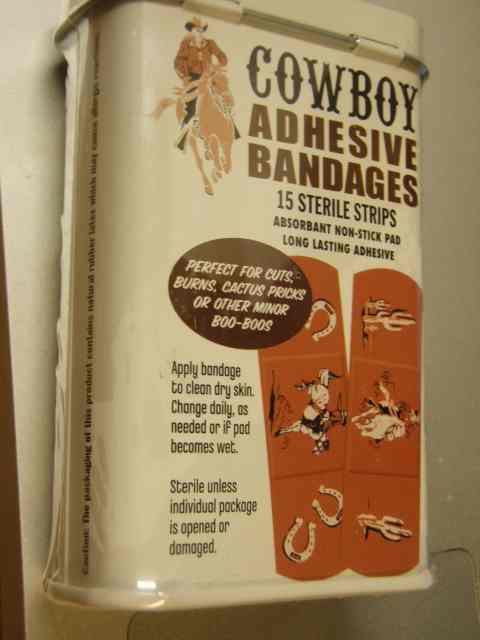 COWBOY
ADHESIVE
BANDAGES
15 STERILE STRIPS
ABSORBANT NON-STICK PAD
LONG LASTING ADHESIVE
PERFECT FOR CUTS,
BURNS, CACTUS PRICKS
OR OTHER MINOR
BOO-BOOS
Apply bandage
to clean dry skin.
Change daily, as
needed or if pad
becomes wet.
Sterile unless
individual package
is opened or
damaged.
Caution: The packaging of this product contains natural rubber latex which may cause allergic